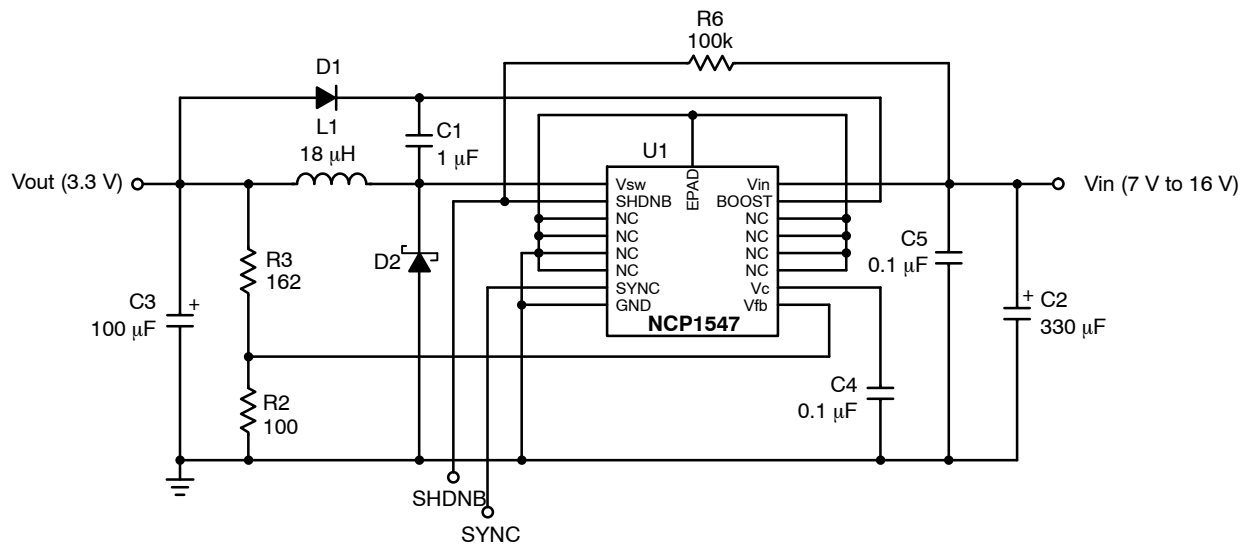 R6
100k
D1
L1
18 μH
C1
1 μF
U1
Vout (3.3 V)
Vin (7 V to 16 V)
EPAD
Vsw
SHDNB
NC
NC
NC
NC
SYNC
GND
Vin
BOOST
NC
NC
NC
NC
Vc
Vfb
NCP1547
R3
162
D2
C5
0.1 μF
C3
+
100 μF
+
C2
330 μF
C4
0.1 μF
R2
100
SHDNB
SYNC